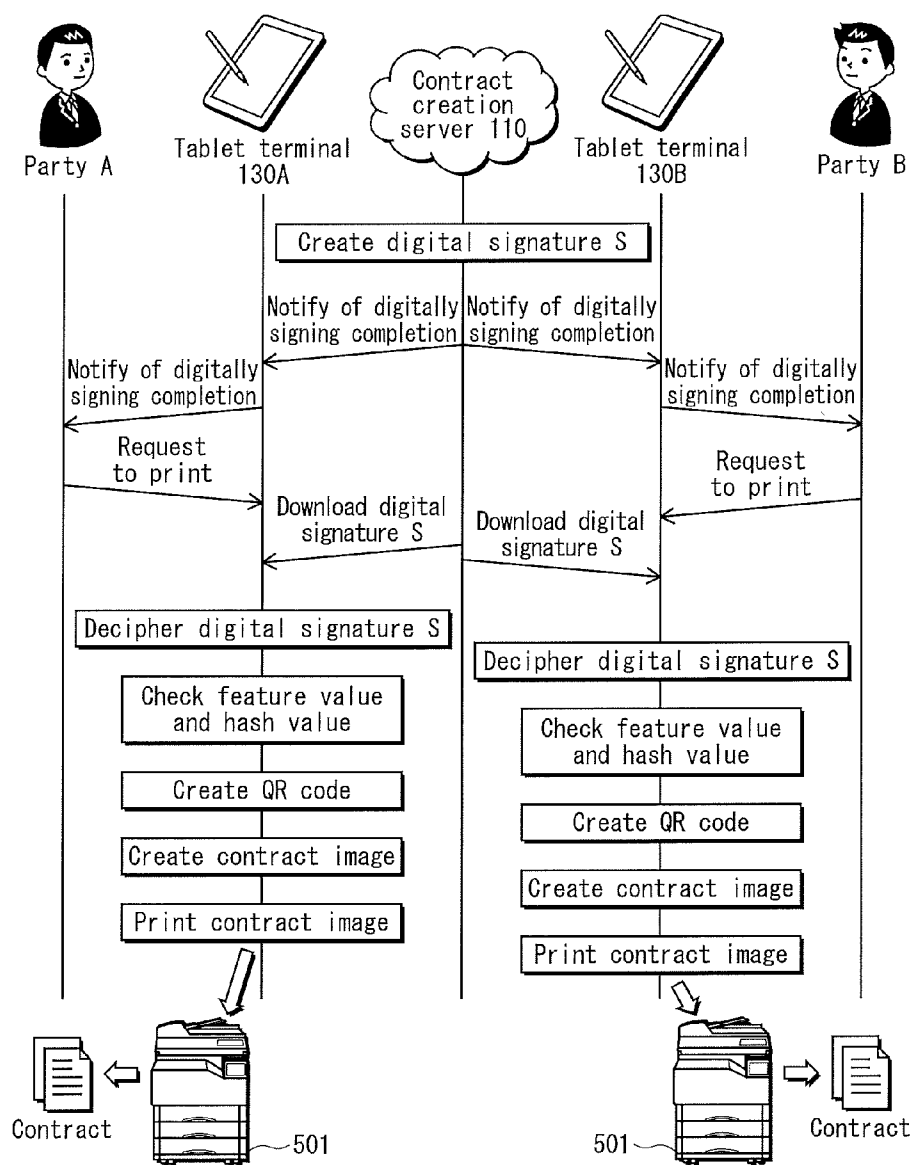 Party A
Tablet terminal
130A
Contract
creation
server 110
Tablet terminal
130B
Party B
Create digital signature S
Notify of digitally
signing completion
Notify of digitally
signing completion
Notify of digitally
signing completion
Notify of digitally
signing completion
Request
to print
Request
to print
Download digital
signature S
Download digital
signature S
Decipher digital signature S
Decipher digital signature S
Check feature value
and hash value
Check feature value
and hash value
Create QR code
Create QR code
Create contract image
Create contract image
Print contract image
Print contract image
Contract
501
501
Contract